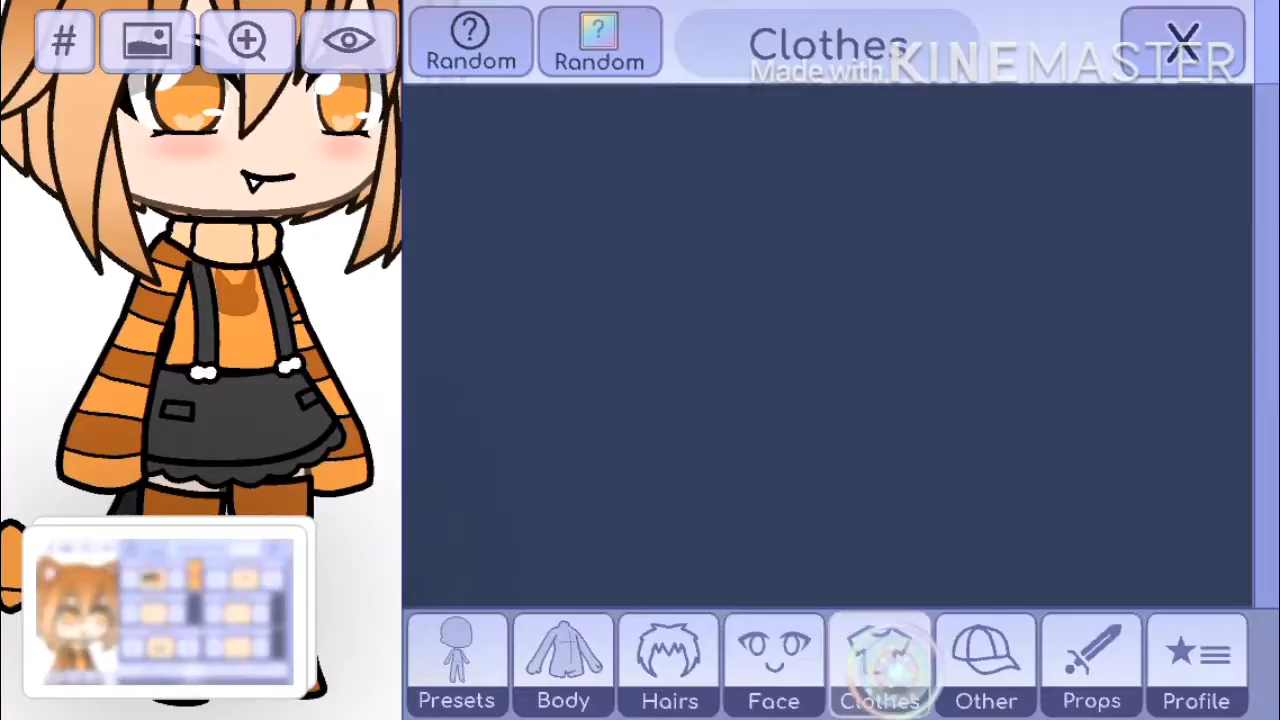 #
? Random
? Random
Clothes
X
Made with KINEMASTER
Presets
Body
Hairs
Face
Clothes
Other
Props
Profile